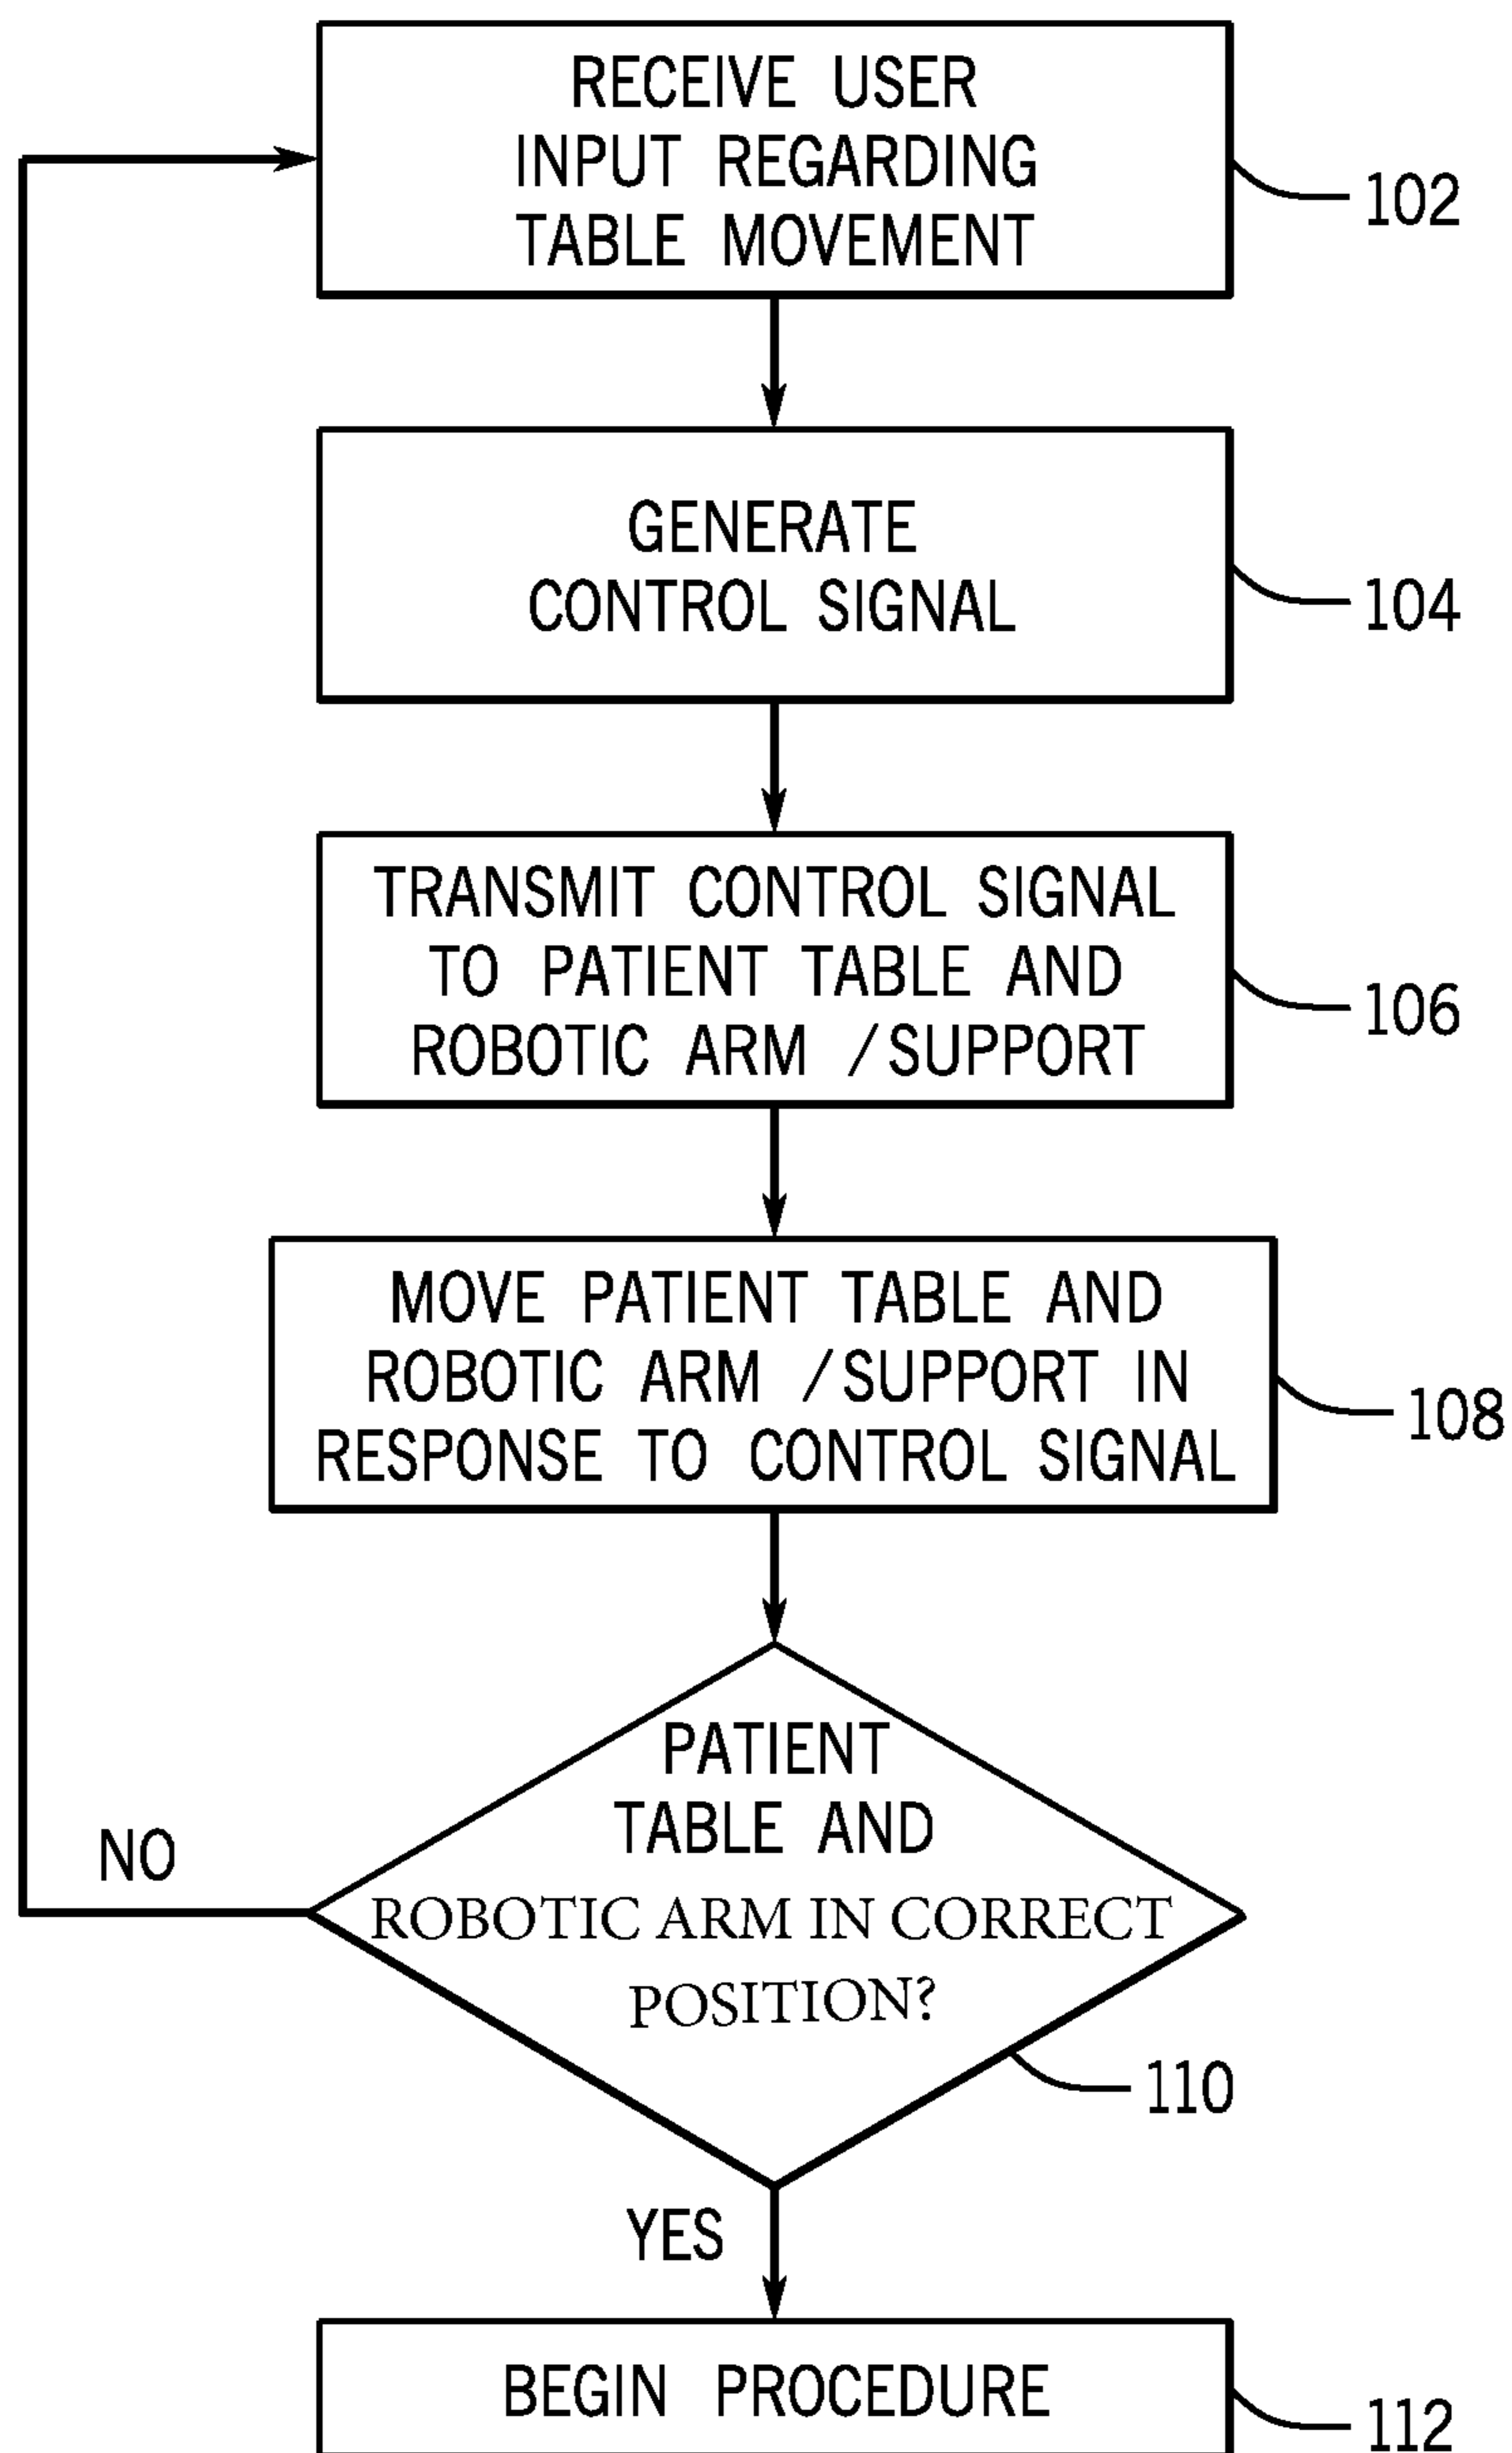 RECEIVE USER
INPUT REGARDING
TABLE MOVEMENT
102
GENERATE
CONTROL SIGNAL
104
TRANSMIT CONTROL SIGNAL
TO PATIENT TABLE AND
ROBOTIC ARM /SUPPORT
106
MOVE PATIENT TABLE AND
ROBOTIC ARM /SUPPORT IN
RESPONSE TO CONTROL SIGNAL
108
PATIENT
TABLE AND
ROBOTIC ARM IN CORRECT
POSITION?
NO
110
YES
BEGIN PROCEDURE
112